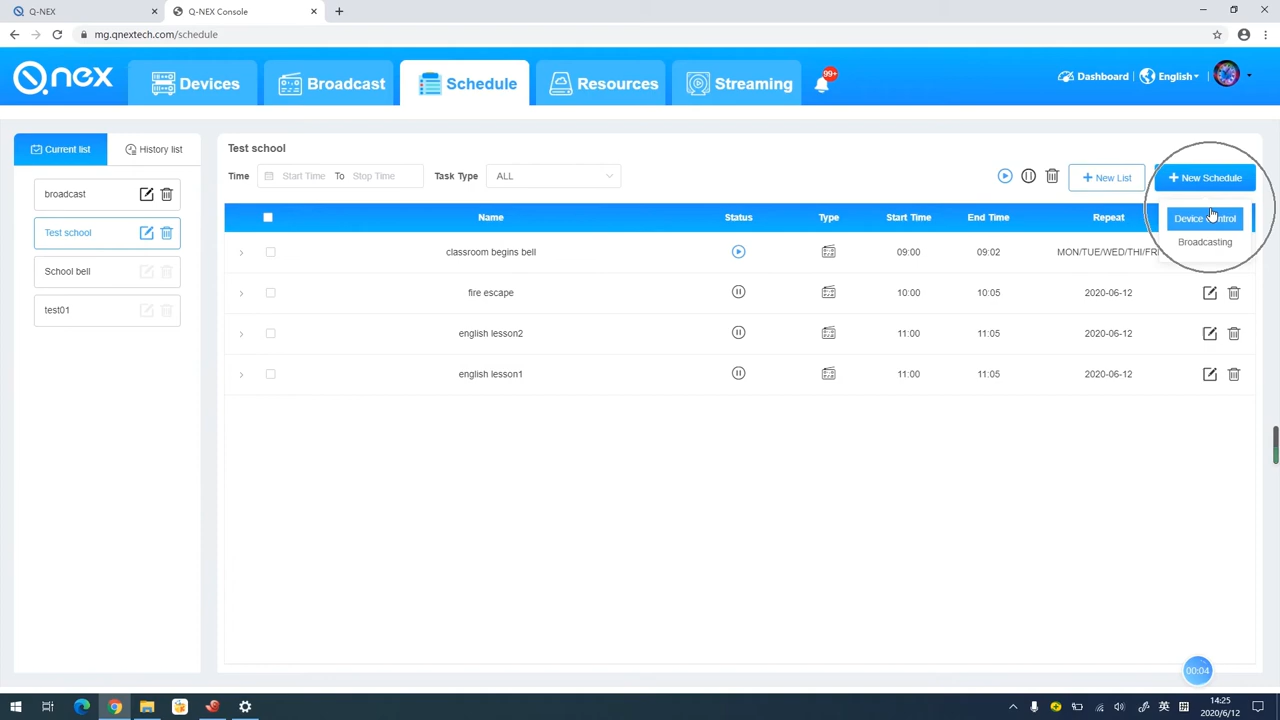 Q-NEX
Q-NEX Console
mg.qnextech.com/schedule
Qnex
Devices
Broadcast
Schedule
Resources
Streaming
99+
Dashboard
English
Current list
History list
broadcast
Test school
School bell
test01
Test school
Time
Start Time To Stop Time
Task Type
ALL
+ New List
+ New Schedule
Device Control
Broadcasting
Name Status Type Start Time End Time Repeat
classroom begins bell 09:00 09:02 MON/TUE/WED/THI/FRI
fire escape 10:00 10:05 2020-06-12
english lesson2 11:00 11:05 2020-06-12
english lesson1 11:00 11:05 2020-06-12
00:04
英
拼
14:25
2020/6/12